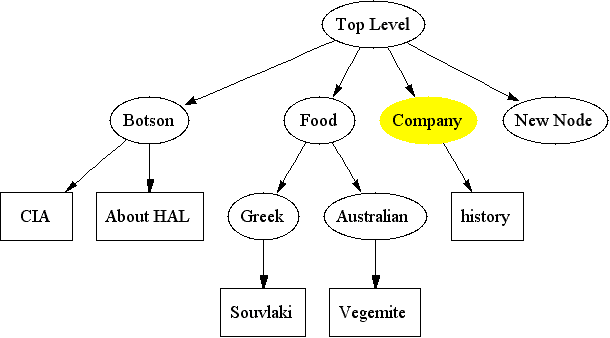 Top Level
Botson
Food
Company
New Node
CIA
About HAL
Greek
Australian
history
Souvlaki
Vegemite